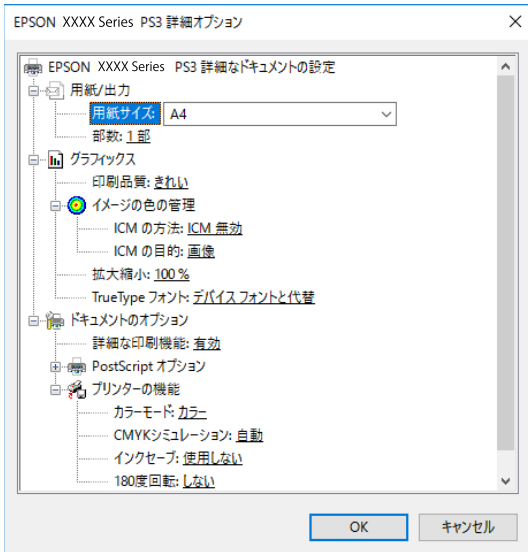 EPSON XXXX Series PS3 詳細オプション
EPSON XXXX Series PS3 詳細なドキュメントの設定
用紙/出力
用紙サイズ: A4
部数: 1 部
グラフィックス
印刷品質: きれい
イメージの色の管理
ICM の方法: ICM 無効
ICM の目的: 画像
拡大縮小: 100 %
TrueType フォント: デバイス フォントと代替
ドキュメントのオプション
詳細な印刷機能: 有効
PostScript オプション
プリンターの機能
カラーモード: カラー
CMYKシミュレーション: 自動
インクセーブ: 使用しない
180度回転: しない
OK キャンセル